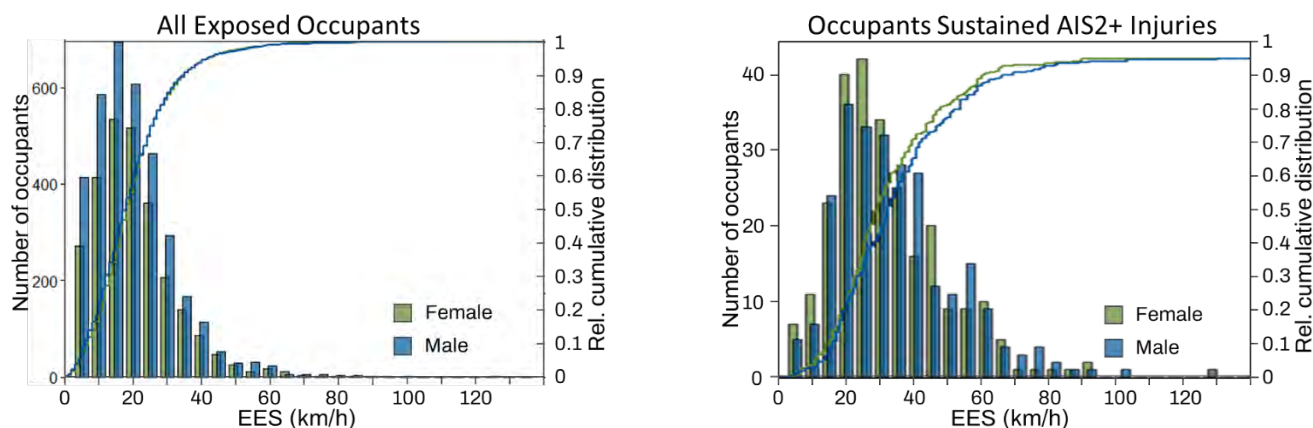 All Exposed Occupants
Number of occupants
600
400
200
0
1
0.9
0.8
0.7
0.6
0.5
0.4
0.3
0.2
0.1
0
Rel. cumulative distribution
Female
Male
0 20 40 60 80 100 120
EES (km/h)
Occupants Sustained AIS2+ Injuries
Number of occupants
40
30
20
10
0
1
0.9
0.8
0.7
0.6
0.5
0.4
0.3
0.2
0.1
0
Rel. cumulative distribution
Female
Male
0 20 40 60 80 100 120
EES (km/h)